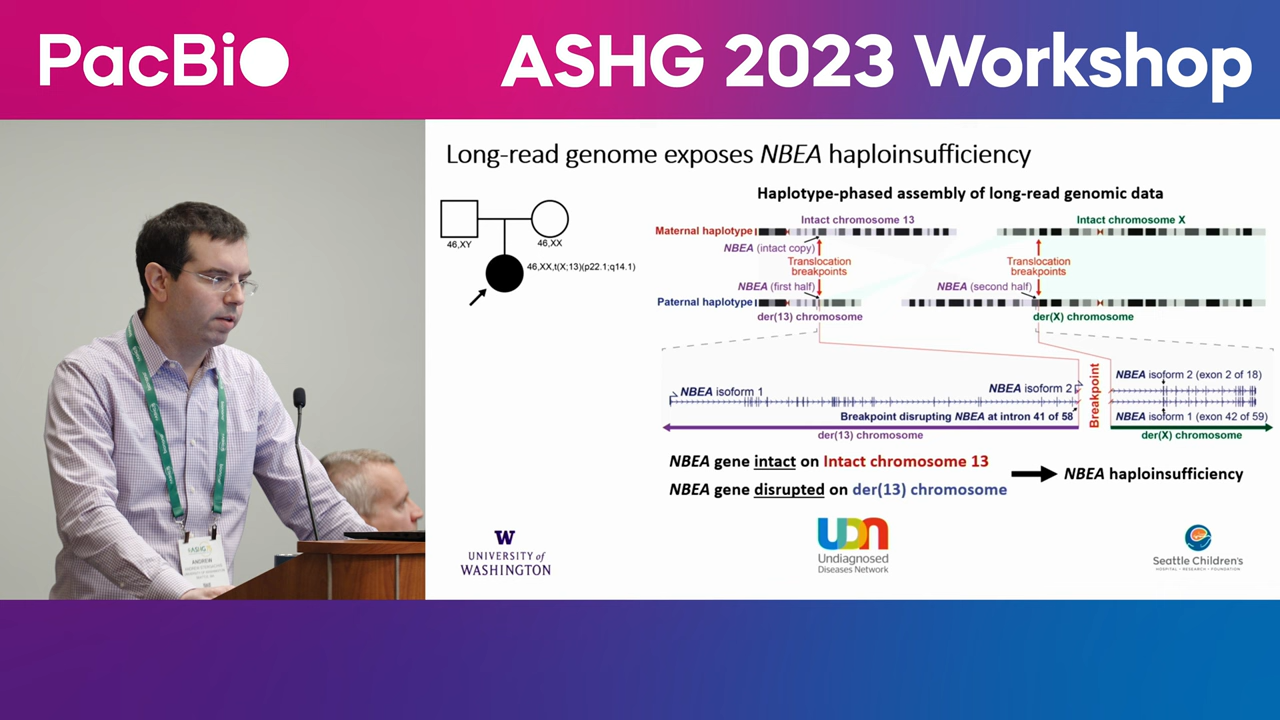 PacBio
ASHG 2023 Workshop
Long-read genome exposes NBEA haploinsufficiency
46,XY
46,XX
46,XX,t(X;13)(p22.1;q14.1)
Haplotype-phased assembly of long-read genomic data
Intact chromosome 13
Intact chromosome X
Maternal haplotype
NBEA (intact copy)
Translocation
breakpoints
Translocation
breakpoints
NBEA (first half)
NBEA (second half)
Paternal haplotype
der(13) chromosome
der(X) chromosome
NBEA isoform 1
NBEA isoform 2
Breakpoint
NBEA isoform 2 (exon 2 of 18)
Breakpoint disrupting NBEA at intron 41 of 58
NBEA isoform 1 (exon 42 of 59)
der(13) chromosome
der(X) chromosome
NBEA gene intact on Intact chromosome 13
NBEA gene disrupted on der(13) chromosome
NBEA haploinsufficiency
W
UNIVERSITY of
WASHINGTON
UDN
Undiagnosed
Diseases Network
Seattle Children's
HOSPITAL • RESEARCH • FOUNDATION
ASHG
ANDREW